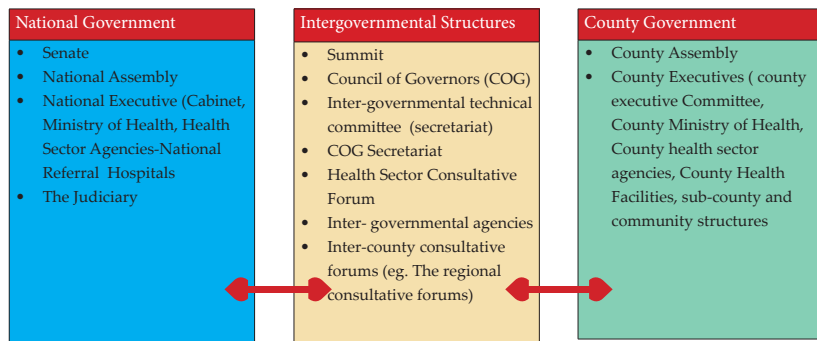 National Government
• Senate
• National Assembly
• National Executive (Cabinet,
Ministry of Health, Health
Sector Agencies-National
Referral Hospitals
• The Judiciary
Intergovernmental Structures
• Summit
• Council of Governors (COG)
• Inter-governmental technical
committee (secretariat)
• COG Secretariat
• Health Sector Consultative
Forum
• Inter- governmental agencies
• Inter-county consultative
forums (eg. The regional
consultative forums)
County Government
• County Assembly
• County Executives ( county
executive Committee,
County Ministry of Health,
County health sector
agencies, County Health
Facilities, sub-county and
community structures